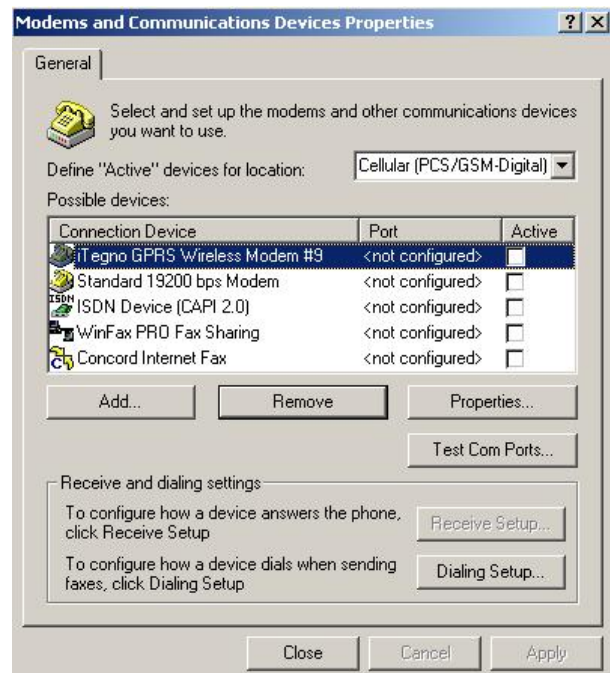 Modems and Communications Devices Properties
General
Select and set up the modems and other communications devices
you want to use.
Define "Active" devices for location: Cellular (PCS/GSM-Digital)
Possible devices:
Connection Device Port Active
iTegno GPRS Wireless Modem #9 <not configured>
Standard 19200 bps Modem <not configured>
ISDN ISDN Device (CAPI 2.0) <not configured>
WinFax PRO Fax Sharing <not configured>
Concord Internet Fax <not configured>
Add... Remove Properties...
Test Com Ports...
Receive and dialing settings
To configure how a device answers the phone,
click Receive Setup
Receive Setup...
To configure how a device dials when sending
faxes, click Dialing Setup
Dialing Setup...
Close Cancel Apply